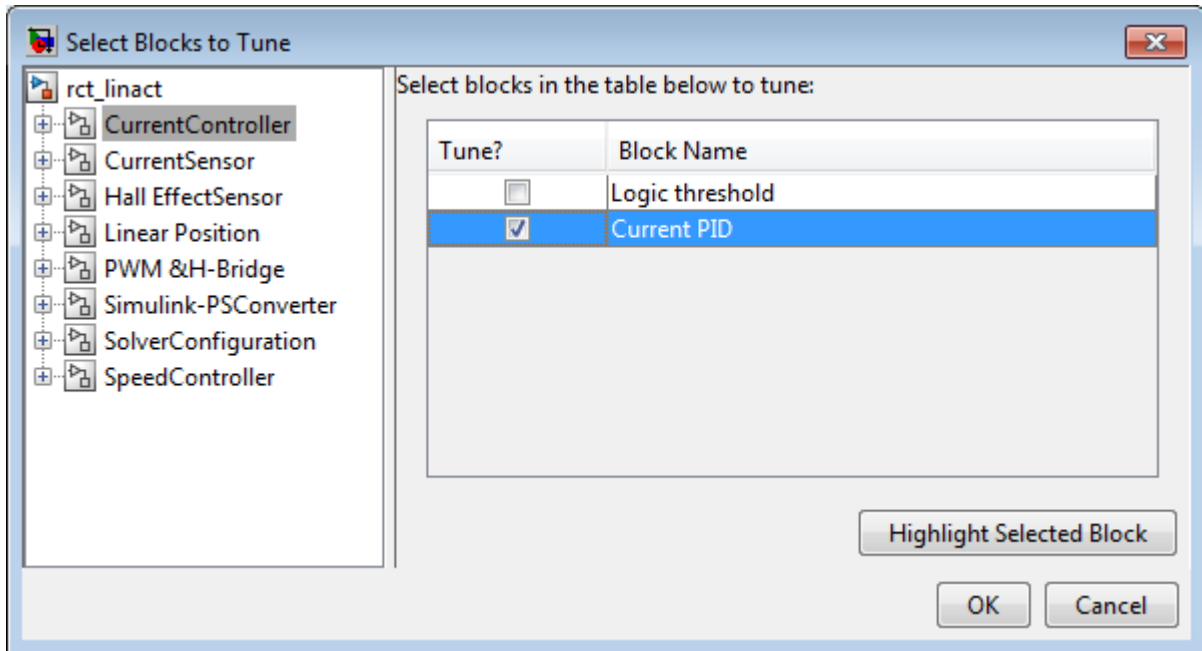 Select Blocks to Tune
rct_linact
CurrentController
CurrentSensor
Hall EffectSensor
Linear Position
PWM &H-Bridge
Simulink-PSConverter
SolverConfiguration
SpeedController
Select blocks in the table below to tune:
Tune? Block Name
Logic threshold
Current PID
Highlight Selected Block
OK Cancel